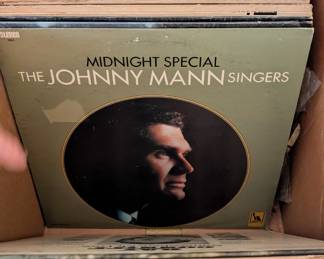 MIDNIGHT SPECIAL
THE JOHNNY MANN SINGERS